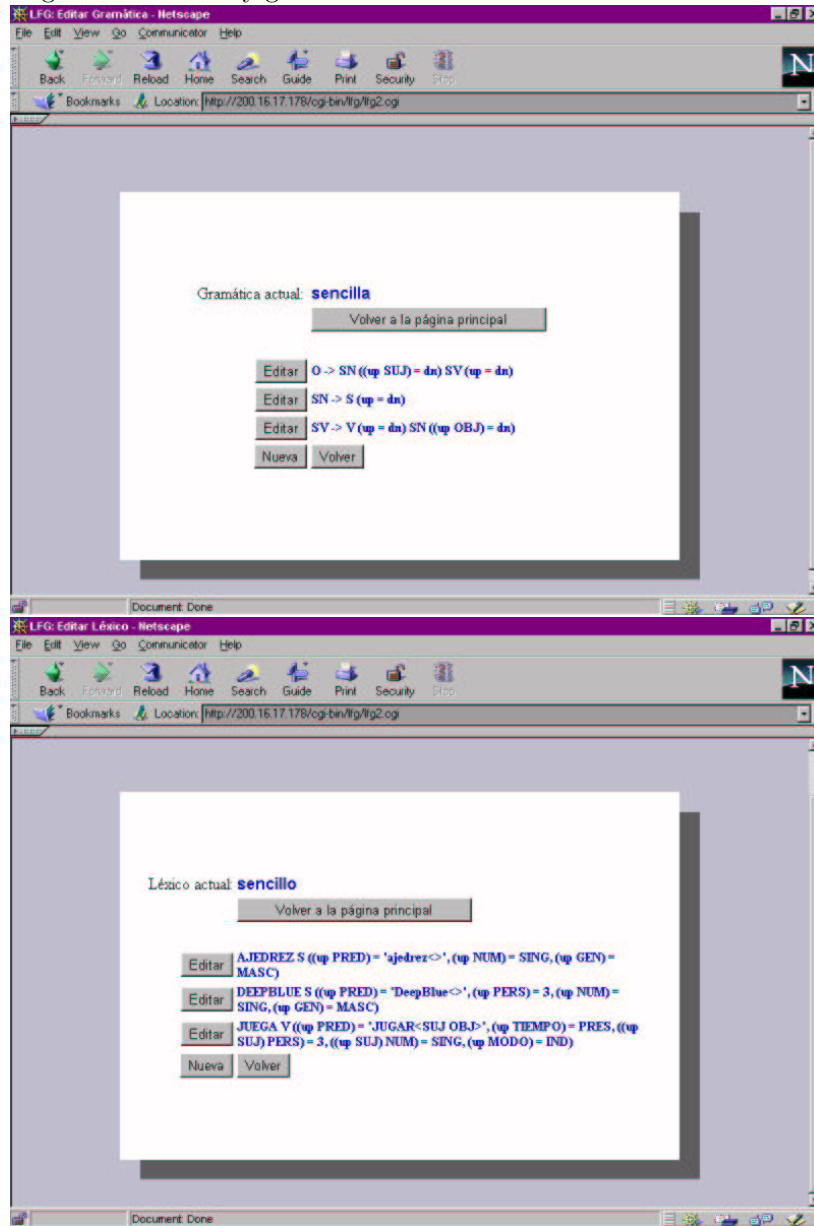 LFG: Editar Gramática - Netscape
File Edit View Go Communicator Help
Back Forward Reload Home Search Guide Print Security Stop
Bookmarks Location: http://200.16.17.178/cgi-bin/lfg/lfg2.cgi
Gramática actual: sencilla
Volver a la página principal
Editar O -> SN ((up SUJ) = dn) SV (up = dn)
Editar SN -> S (up = dn)
Editar SV -> V (up = dn) SN ((up OBJ) = dn)
Nueva Volver
Document: Done
LFG: Editar Léxico - Netscape
File Edit View Go Communicator Help
Back Forward Reload Home Search Guide Print Security Stop
Bookmarks Location: http://200.16.17.178/cgi-bin/lfg/lfg2.cgi
Léxico actual: sencillo
Volver a la página principal
Editar AJEDREZ S ((up PRED) = 'ajedrez<>', (up NUM) = SING, (up GEN) =
MASC)
Editar DEEPBLUE S ((up PRED) = 'DeepBlue<>', (up PERS) = 3, (up NUM) =
SING, (up GEN) = MASC)
Editar JUEGA V ((up PRED) = 'JUGAR<SUJ OBJ>', (up TIEMPO) = PRES, ((up
SUJ) PERS) = 3, ((up SUJ) NUM) = SING, (up MODO) = IND)
Nueva Volver
Document: Done